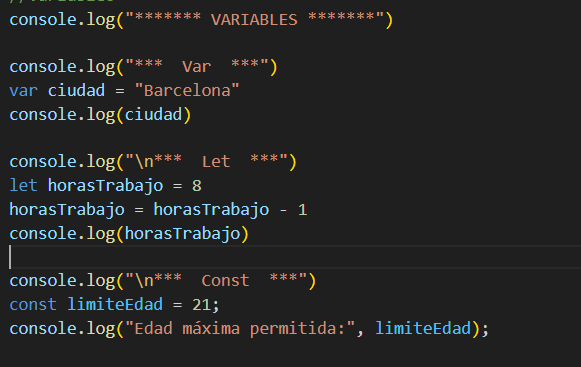 console.log("******* VARIABLES *******")
console.log("***  Var  ***")
var ciudad = "Barcelona"
console.log(ciudad)
console.log("\n***  Let  ***")
let horasTrabajo = 8
horasTrabajo = horasTrabajo - 1
console.log(horasTrabajo)
console.log("\n***  Const  ***")
const limiteEdad = 21;
console.log("Edad máxima permitida:", limiteEdad);